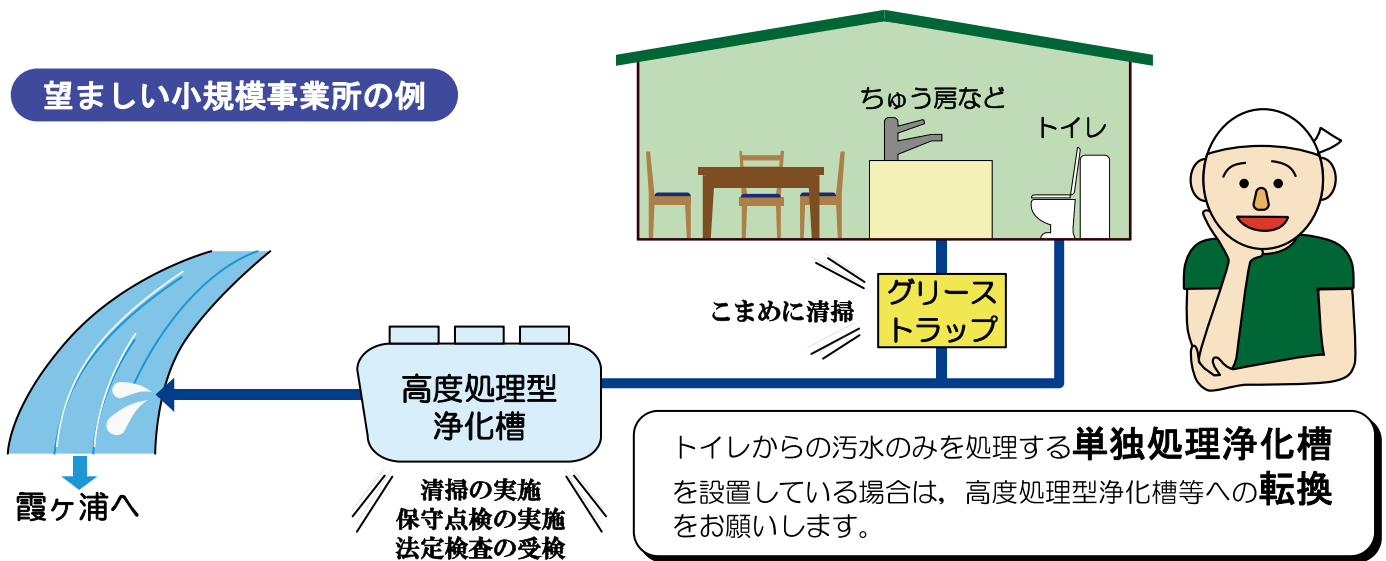 望ましい小規模事業所の例
ちゅう房など
トイレ
こまめに清掃
グリース
トラップ
高度処理型
浄化槽
霞ヶ浦へ
清掃の実施
保守点検の実施
法定検査の受検
トイレからの汚水のみを処理する単独処理浄化槽
を設置している場合は，高度処理型浄化槽等への転換
をお願いします。